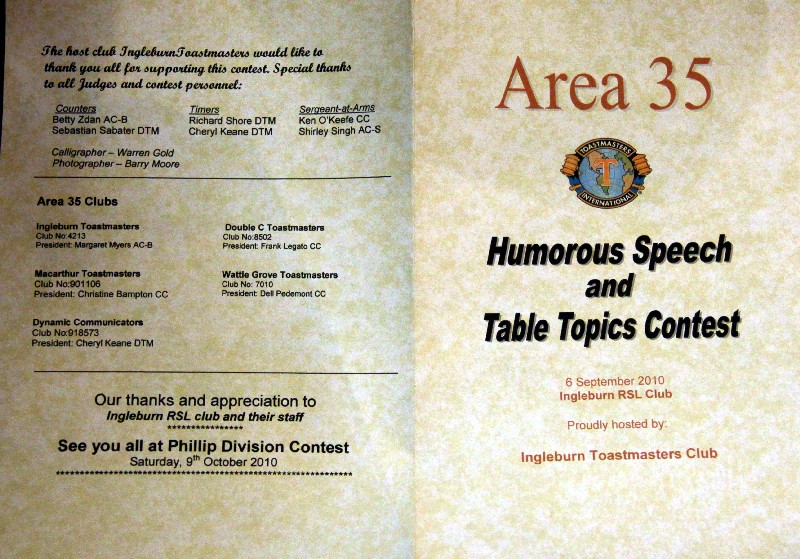 The host club IngleburnToastmasters would like to
thank you all for supporting this contest. Special thanks
to all Judges and contest personnel:
Counters Timers Sergeant-at-Arms
Betty Zdan AC-B Richard Shore DTM Ken O'Keefe CC
Sebastian Sabater DTM Cheryl Keane DTM Shirley Singh AC-S
Calligrapher – Warren Gold
Photographer – Barry Moore
Area 35 Clubs
Ingleburn Toastmasters Double C Toastmasters
Club No:4213 Club No:8502
President: Margaret Myers AC-B President: Frank Legato CC
Macarthur Toastmasters Wattle Grove Toastmasters
Club No:901106 Club No: 7010
President: Christine Bampton CC President: Dell Pedemont CC
Dynamic Communicators
Club No:918573
President: Cheryl Keane DTM
Our thanks and appreciation to
Ingleburn RSL club and their staff
****************
See you all at Phillip Division Contest
Saturday, 9th October 2010
Area 35
TOASTMASTERS
T
INTERNATIONAL
Humorous Speech
and
Table Topics Contest
6 September 2010
Ingleburn RSL Club
Proudly hosted by:
Ingleburn Toastmasters Club